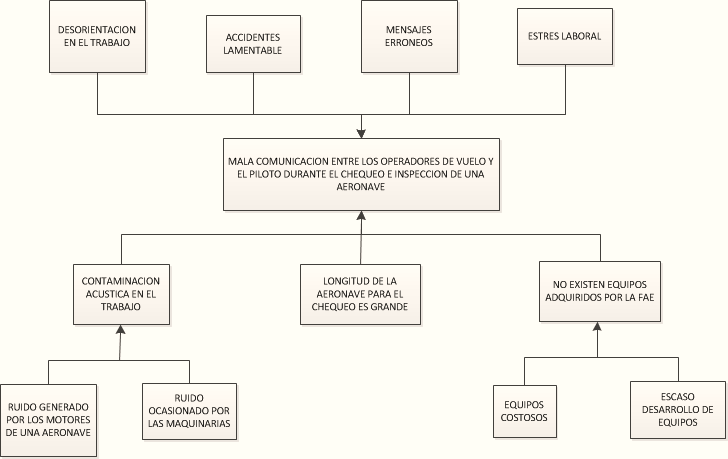 DESORIENTACION
EN EL TRABAJO
ACCIDENTES
LAMENTABLE
MENSAJES
ERRONEOS
ESTRES LABORAL
MALA COMUNICACION ENTRE LOS OPERADORES DE VUELO Y
EL PILOTO DURANTE EL CHEQUEO E INSPECCION DE UNA
AERONAVE
CONTAMINACION
ACUSTICA EN EL
TRABAJO
LONGITUD DE LA
AERONAVE PARA EL
CHEQUEO ES GRANDE
NO EXISTEN EQUIPOS
ADQUIRIDOS POR LA FAE
RUIDO GENERADO
POR LOS MOTORES
DE UNA AERONAVE
RUIDO
OCASIONADO POR
LAS MAQUINARIAS
EQUIPOS
COSTOSOS
ESCASO
DESARROLLO DE
EQUIPOS